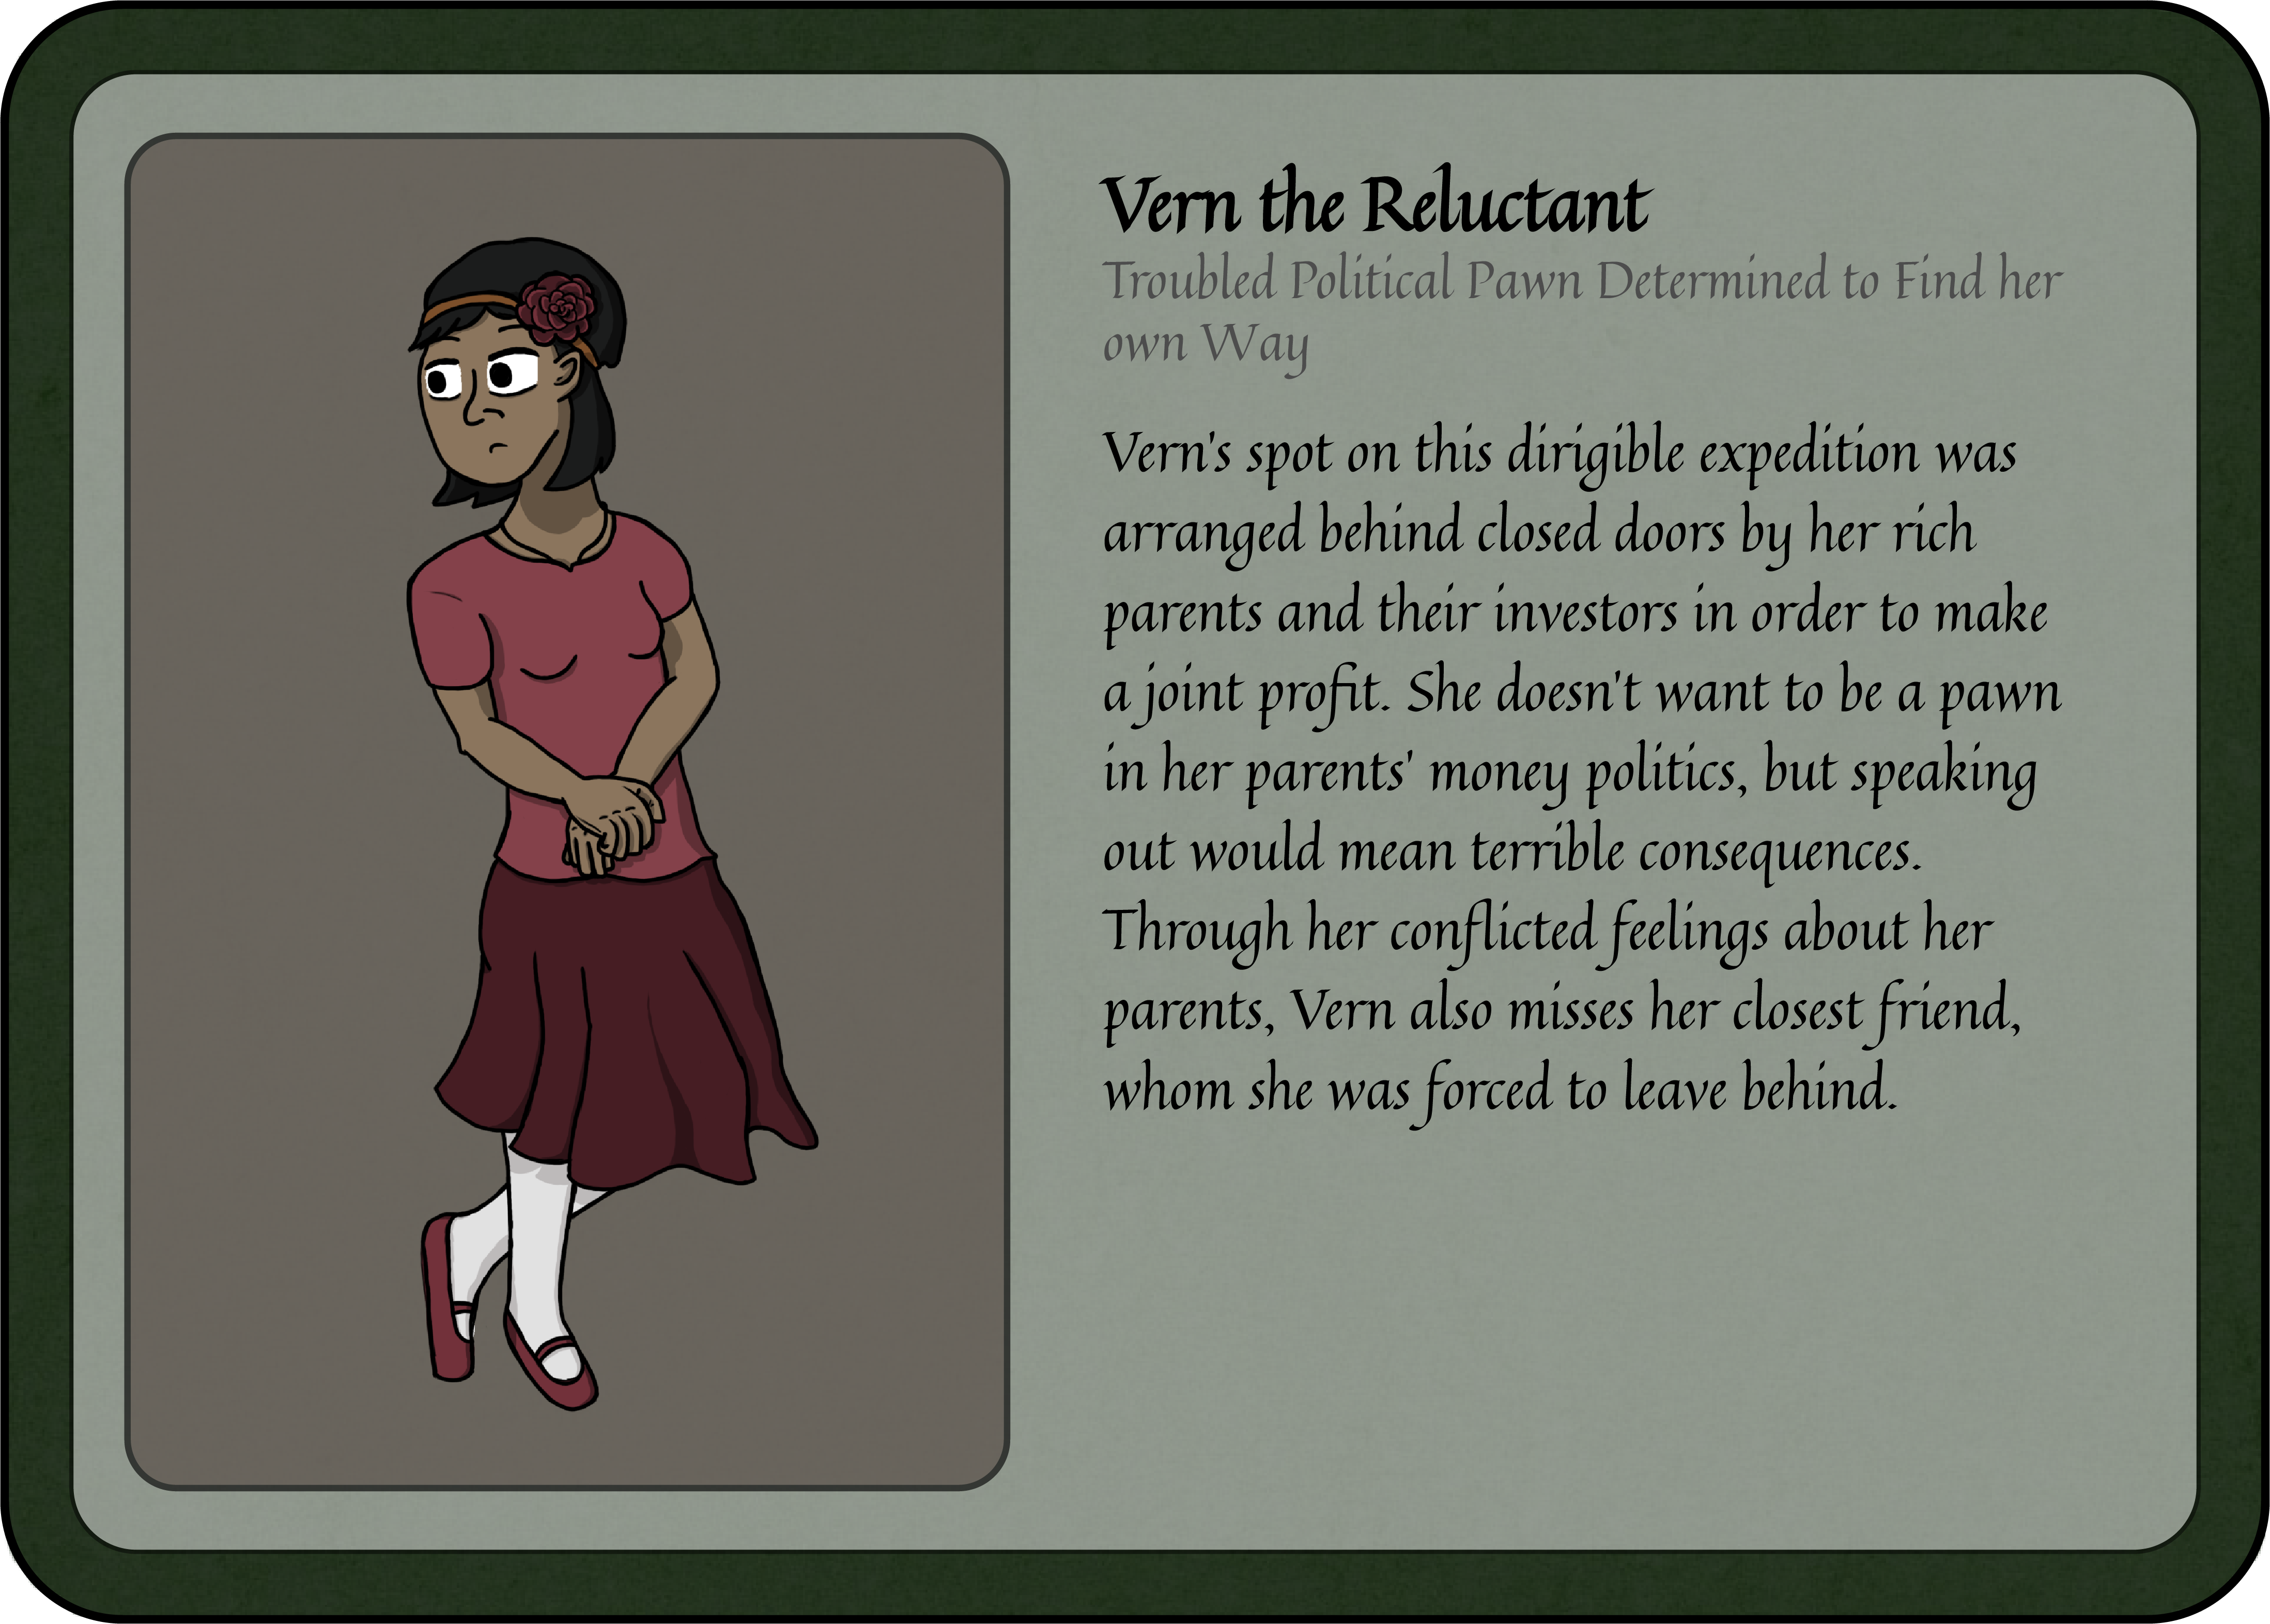 Vern the Reluctant
Troubled Political Pawn Determined to Find her
own Way
Vern's spot on this dirigible expedition was
arranged behind closed doors by her rich
parents and their investors in order to make
a joint profit. She doesn't want to be a pawn
in her parents' money politics, but speaking
out would mean terrible consequences.
Through her conflicted feelings about her
parents, Vern also misses her closest friend,
whom she was forced to leave behind.